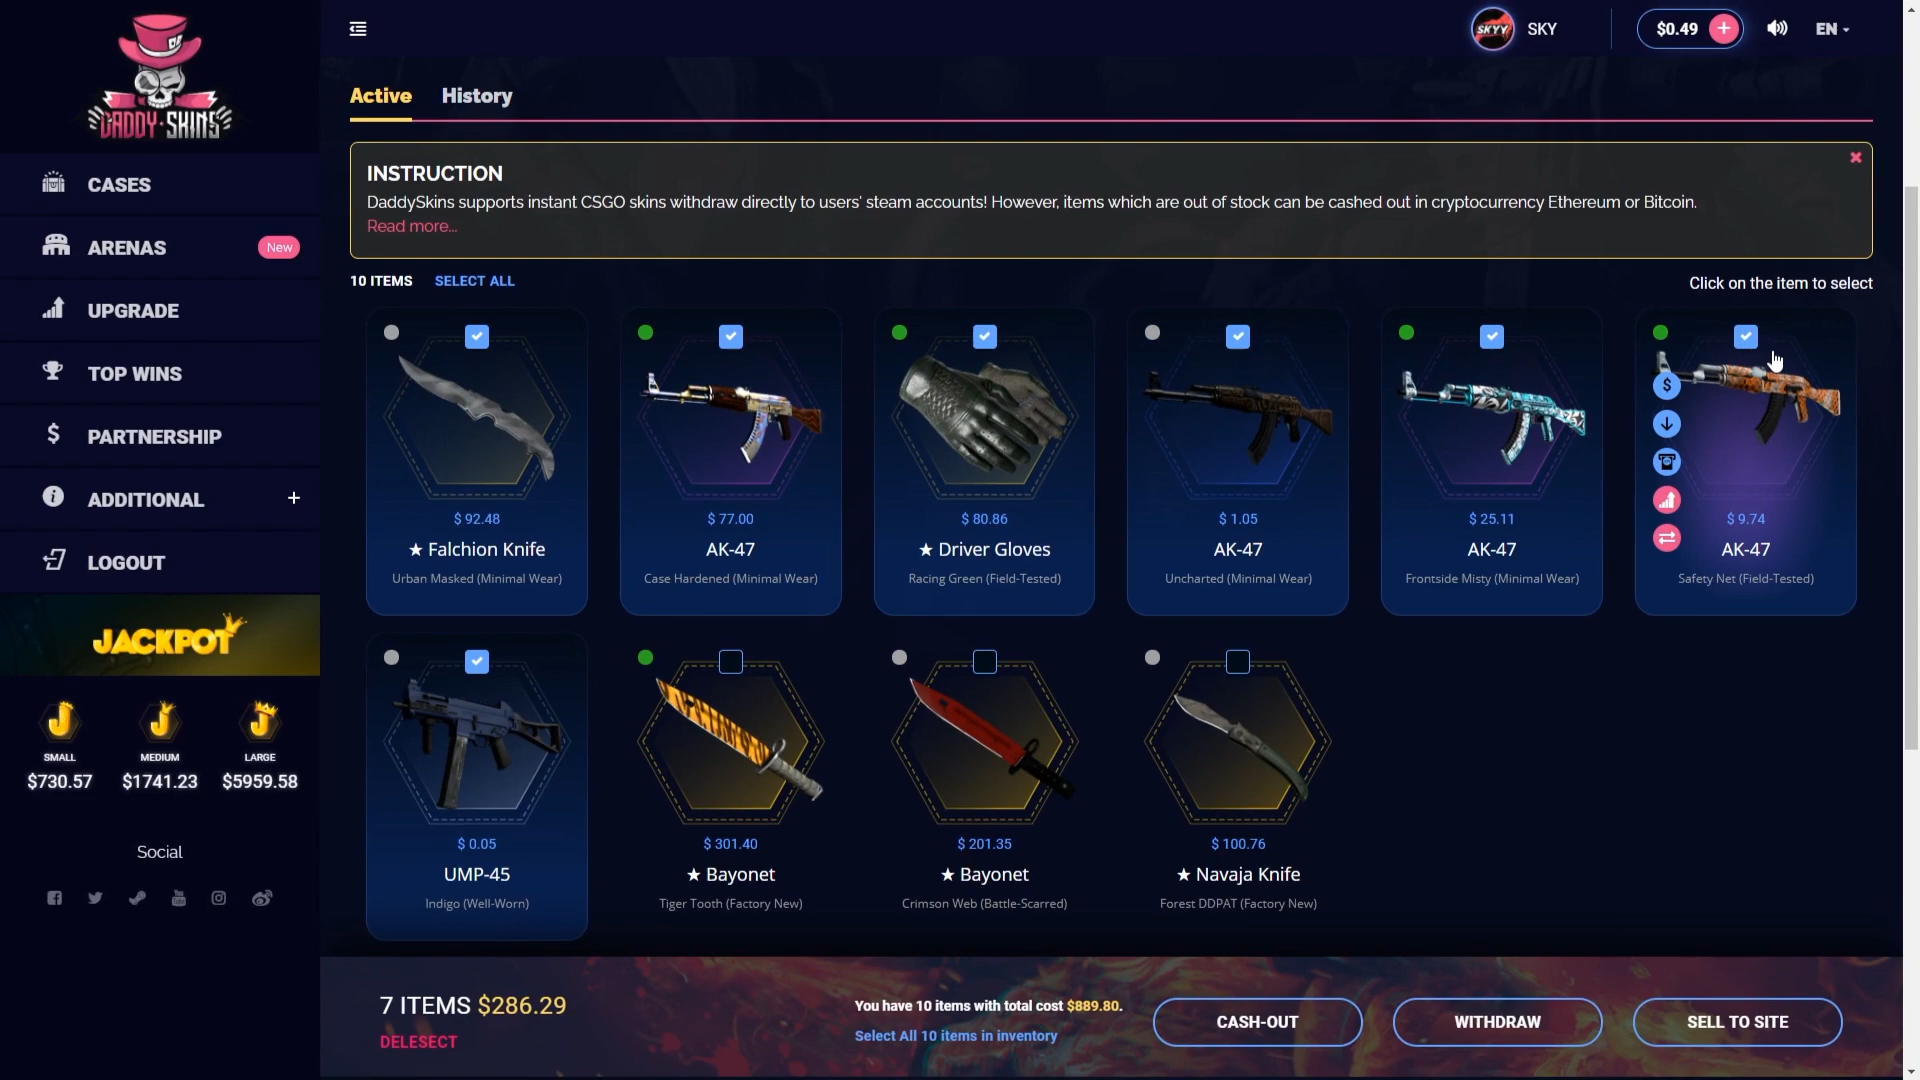 DADDY·SKINS
CASES
ARENAS
New
UPGRADE
TOP WINS
PARTNERSHIP
ADDITIONAL
+
LOGOUT
JACKPOT
SMALL
$730.57
MEDIUM
$1741.23
LARGE
$5959.58
Social
SKYY
SKY
$0.49 +
EN
Active
History
INSTRUCTION
DaddySkins supports instant CSGO skins withdraw directly to users' steam accounts! However, items which are out of stock can be cashed out in cryptocurrency Ethereum or Bitcoin.
Read more...
10 ITEMS
SELECT ALL
Click on the item to select
$ 92.48
★ Falchion Knife
Urban Masked (Minimal Wear)
$ 77.00
AK-47
Case Hardened (Minimal Wear)
$ 80.86
★ Driver Gloves
Racing Green (Field-Tested)
$ 1.05
AK-47
Uncharted (Minimal Wear)
$ 25.11
AK-47
Frontside Misty (Minimal Wear)
$ 9.74
AK-47
Safety Net (Field-Tested)
$ 0.05
UMP-45
Indigo (Well-Worn)
$ 301.40
★ Bayonet
Tiger Tooth (Factory New)
$ 201.35
★ Bayonet
Crimson Web (Battle-Scarred)
$ 100.76
★ Navaja Knife
Forest DDPAT (Factory New)
7 ITEMS $286.29
DELESECT
You have 10 items with total cost $889.80.
Select All 10 items in inventory
CASH-OUT
WITHDRAW
SELL TO SITE